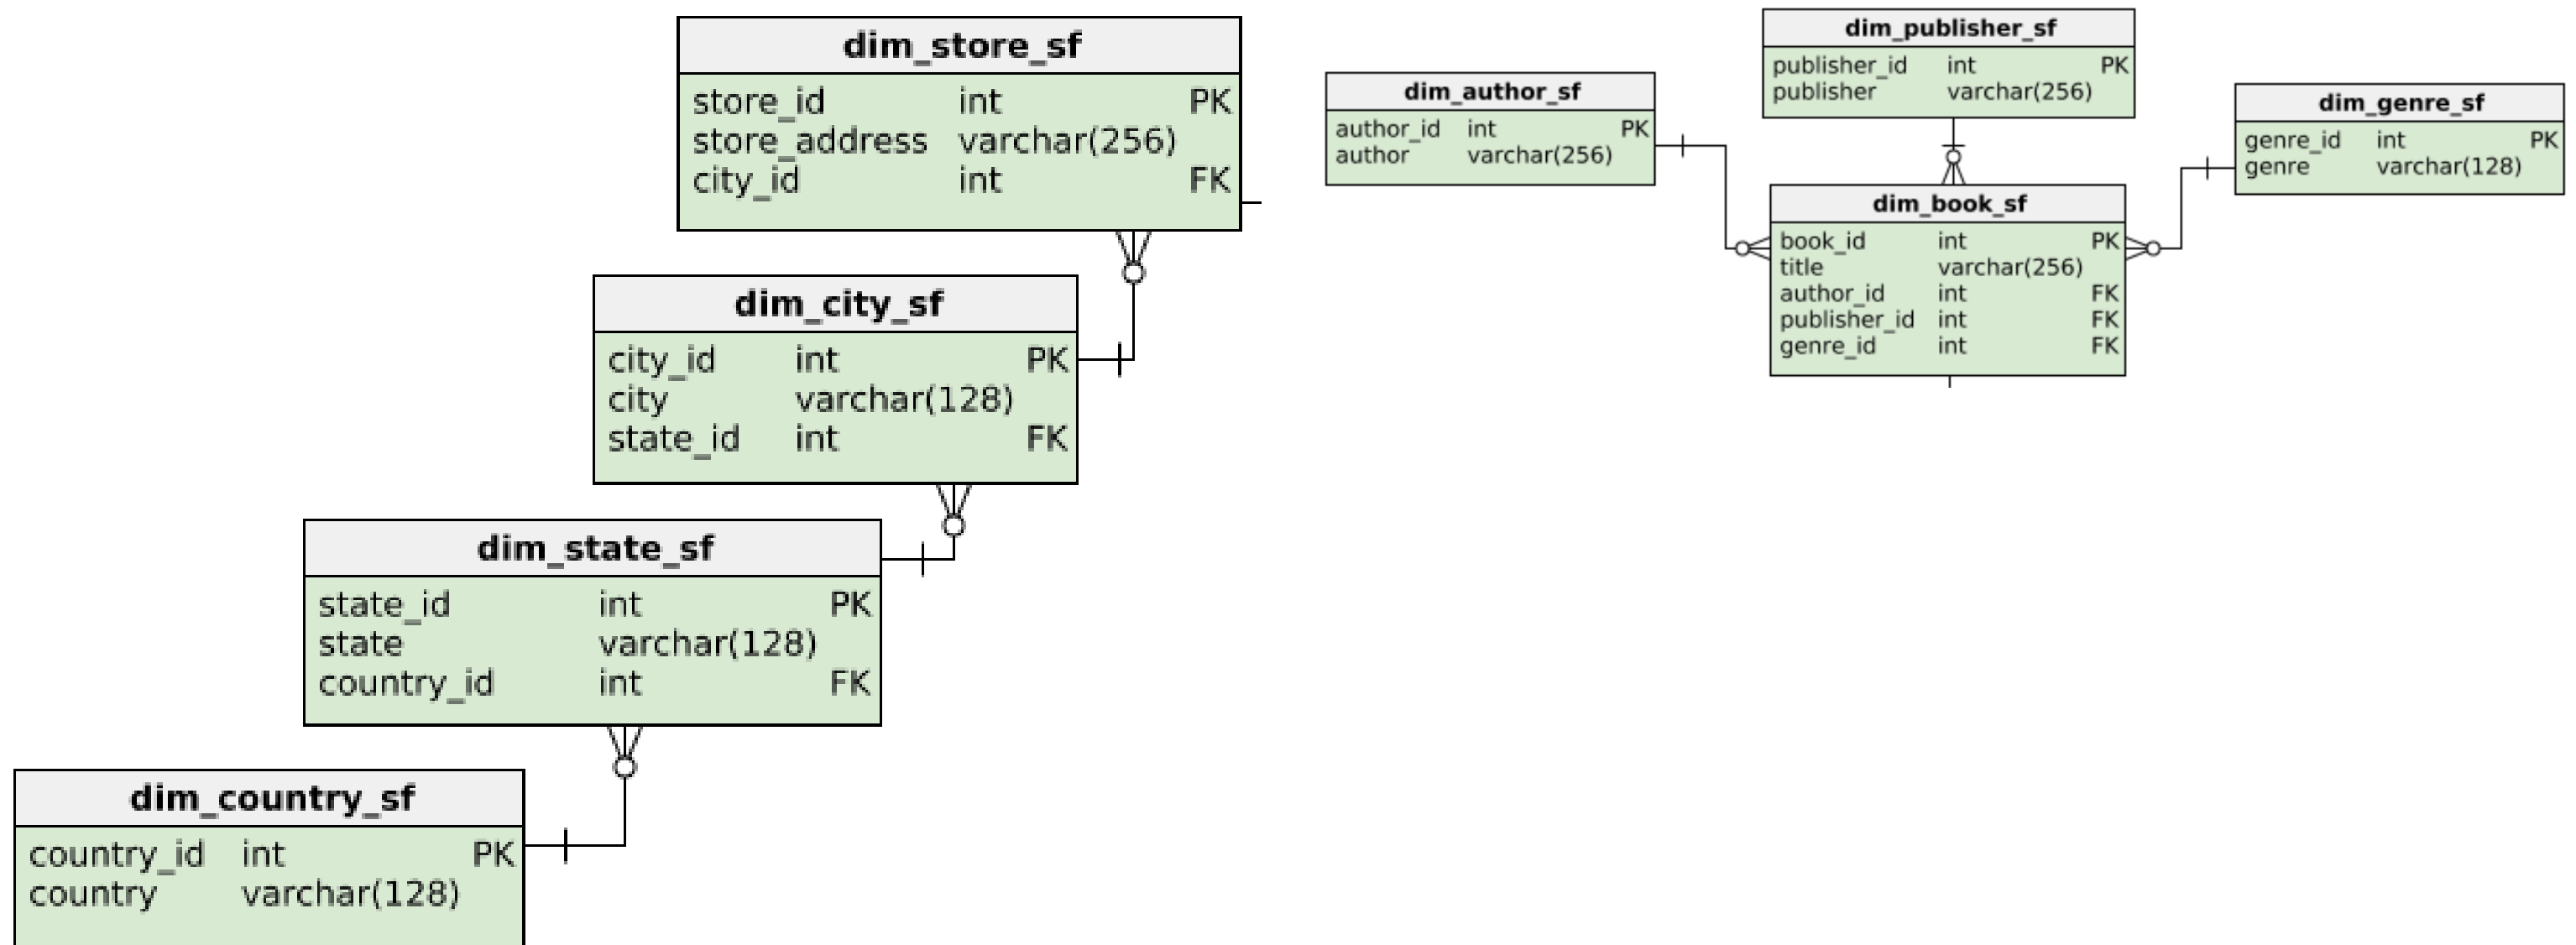 dim_store_sf
store_id int PK
store_address varchar(256)
city_id int FK
dim_city_sf
city_id int PK
city varchar(128)
state_id int FK
dim_state_sf
state_id int PK
state varchar(128)
country_id int FK
dim_country_sf
country_id int PK
country varchar(128)
dim_author_sf
author_id int PK
author varchar(256)
dim_publisher_sf
publisher_id int PK
publisher varchar(256)
dim_genre_sf
genre_id int PK
genre varchar(128)
dim_book_sf
book_id int PK
title varchar(256)
author_id int FK
publisher_id int FK
genre_id int FK